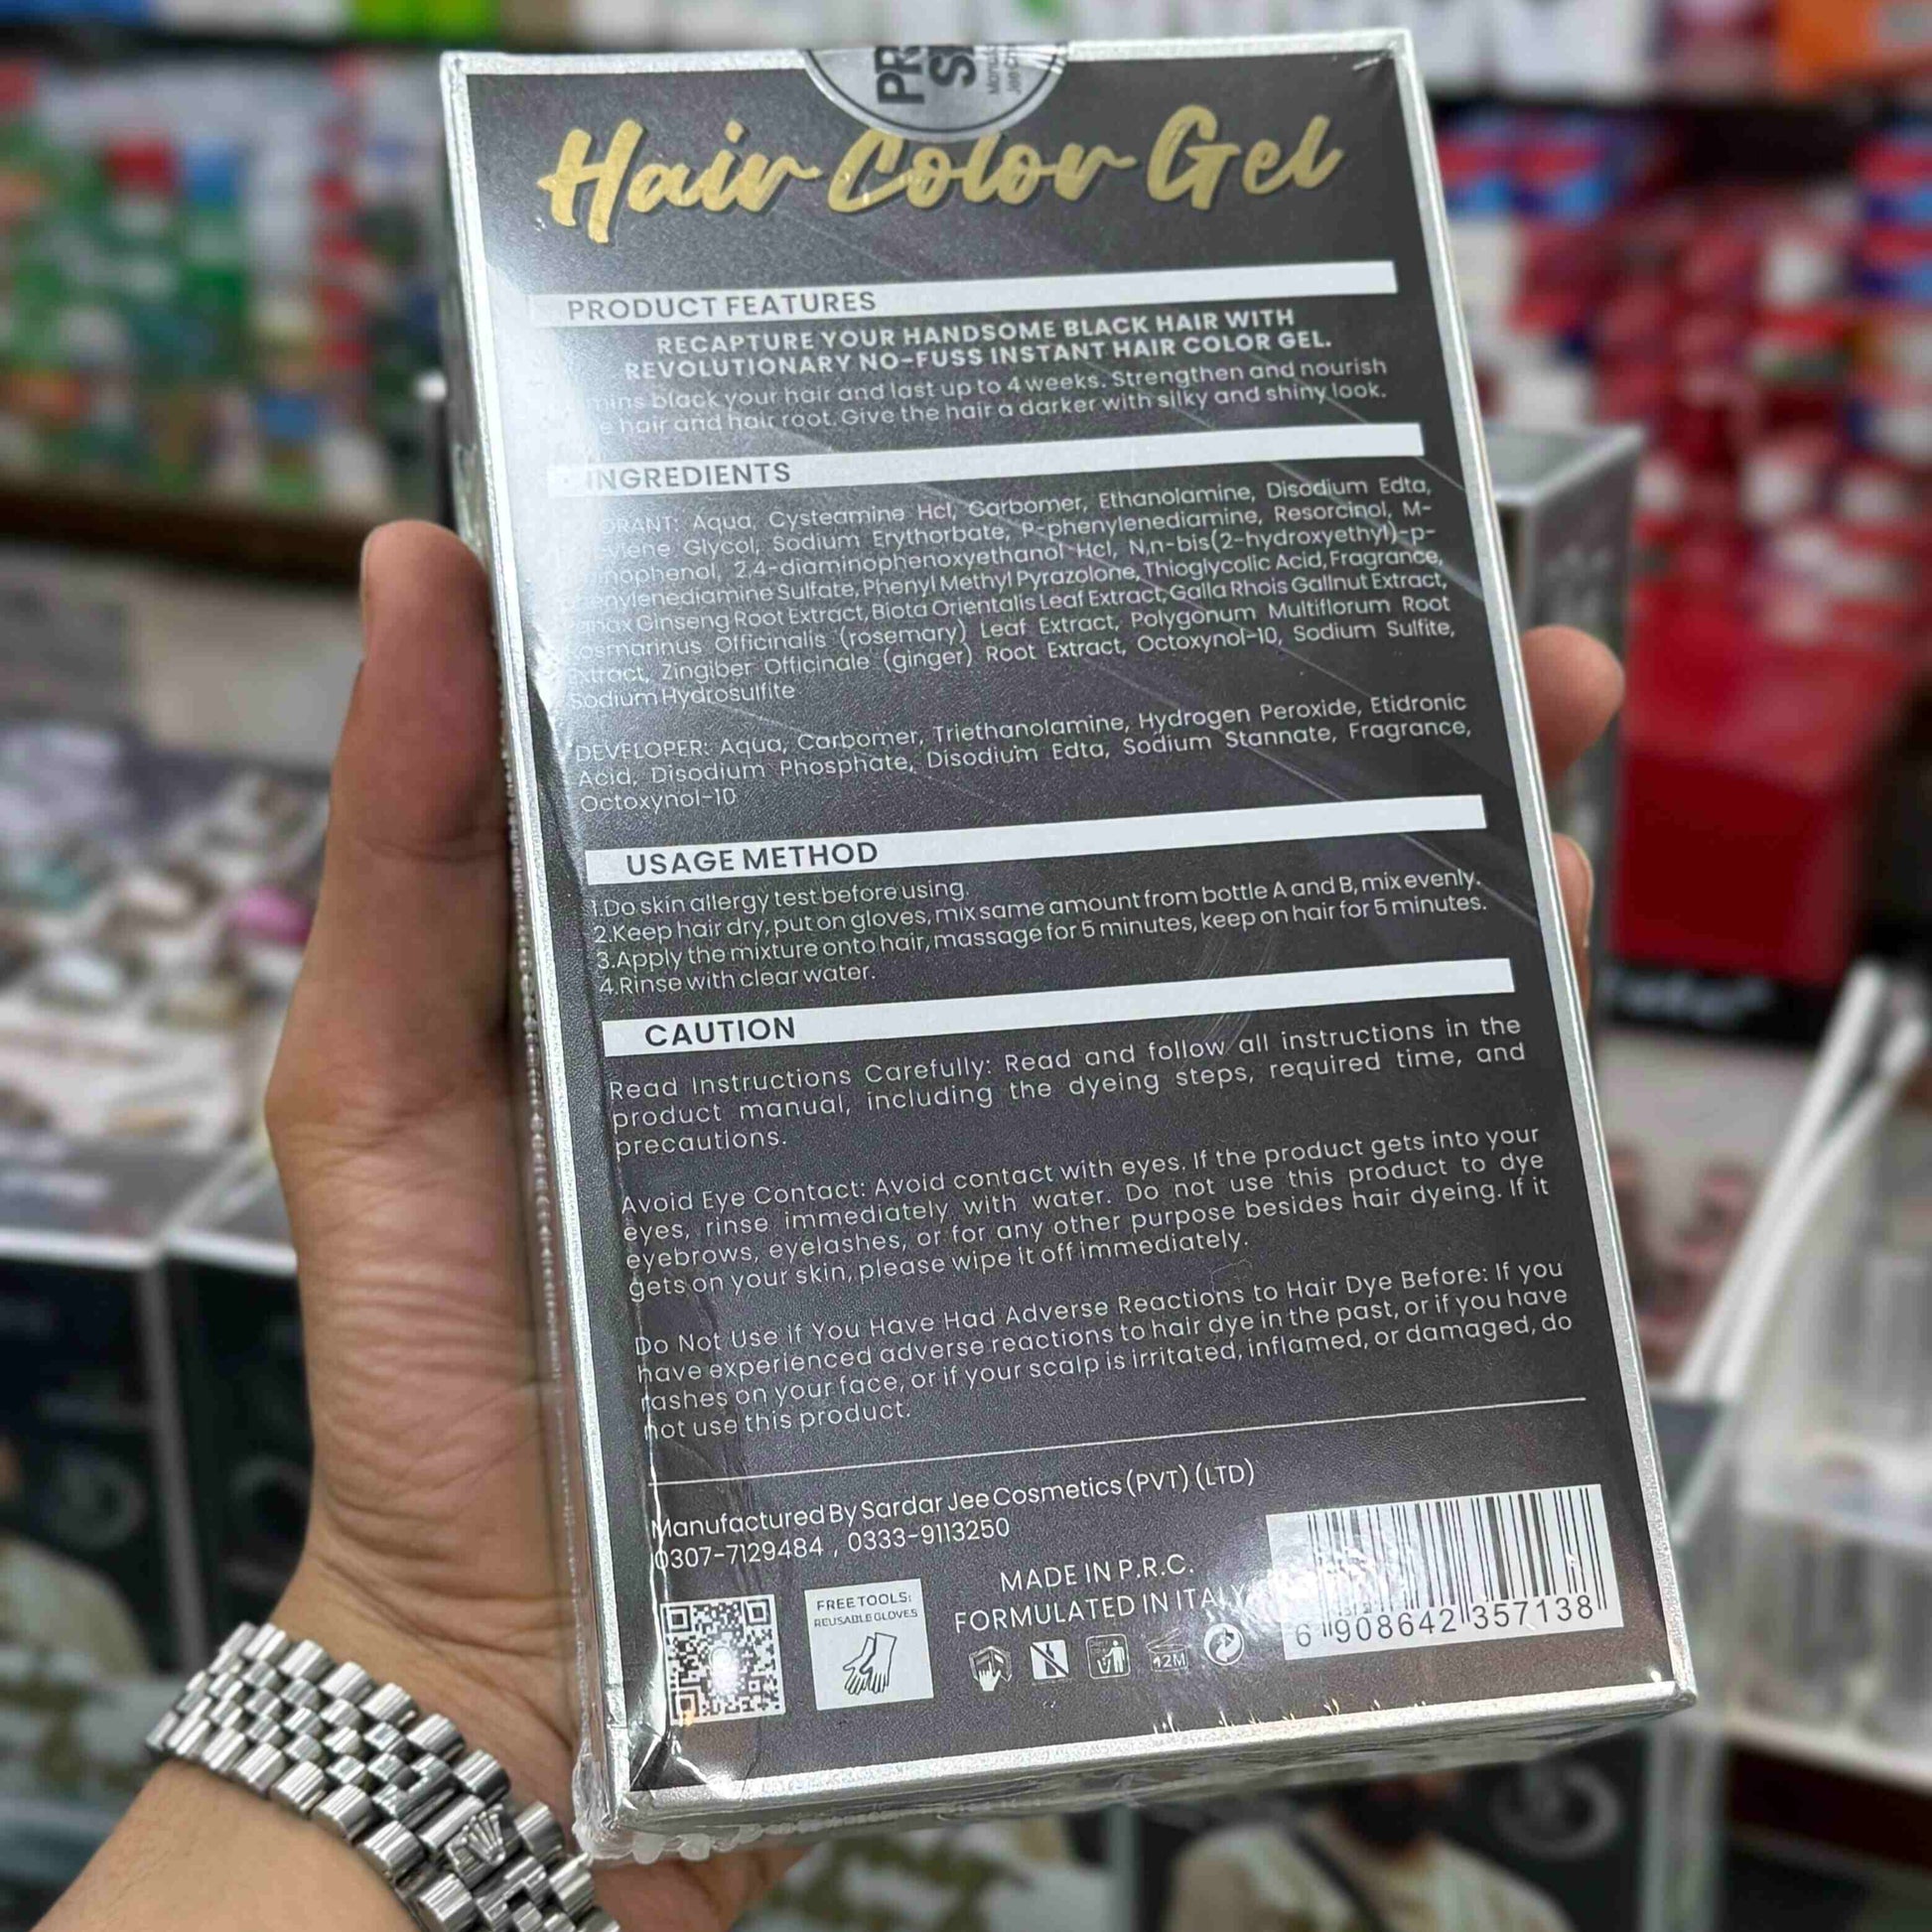 Hair Color Gel
PRODUCT FEATURES
RECAPTURE YOUR HANDSOME BLACK HAIR WITH
REVOLUTIONARY NO-FUSS INSTANT HAIR COLOR GEL.
mins black your hair and last up to 4 weeks. Strengthen and nourish
hair and hair root. Give the hair a darker with silky and shiny look.
INGREDIENTS
Aqua, Cysteamine Hcl, Carbomer, Ethanolamine, Disodium Edta,
Glycol, Sodium Erythorbate, P-phenylenediamine, Resorcinol, M-
2,4-diaminophenoxyethanol Hcl, N,n-bis(2-hydroxyethyl)-p-
Sulfate, Phenyl Methyl Pyrazolone, Thioglycolic Acid, Fragrance,
Ginseng Root Extract, Biota Orientalis Leaf Extract, Galla Rhois Gallnut Extract,
Officinalis (rosemary) Leaf Extract, Polygonum Multiflorum Root
Extract, Zingiber Officinale (ginger) Root Extract, Octoxynol-10, Sodium Sulfite,
Sodium Hydrosulfite
DEVELOPER: Aqua, Carbomer, Triethanolamine, Hydrogen Peroxide, Etidronic
Acid, Disodium Phosphate, Disodium Edta, Sodium Stannate, Fragrance,
Octoxynol-10
USAGE METHOD
1.Do skin allergy test before using.
2.Keep hair dry, put on gloves, mix same amount from bottle A and B, mix evenly.
3.Apply the mixture onto hair, massage for 5 minutes, keep on hair for 5 minutes.
4.Rinse with clear water.
CAUTION
Read Instructions Carefully: Read and follow all instructions in the
product manual, including the dyeing steps, required time, and
precautions.
Avoid Eye Contact: Avoid contact with eyes. If the product gets into your
eyes, rinse immediately with water. Do not use this product to dye
eyebrows, eyelashes, or for any other purpose besides hair dyeing. If it
gets on your skin, please wipe it off immediately.
Do Not Use If You Have Had Adverse Reactions to Hair Dye Before: If you
have experienced adverse reactions to hair dye in the past, or if you have
rashes on your face, or if your scalp is irritated, inflamed, or damaged, do
not use this product.
Manufactured By Sardar Jee Cosmetics (PVT) (LTD)
0307-7129484 , 0333-9113250
MADE IN P.R.C.
FORMULATED IN ITALY
FREE TOOLS:
REUSABLE GLOVES
12M
6 908642 357138